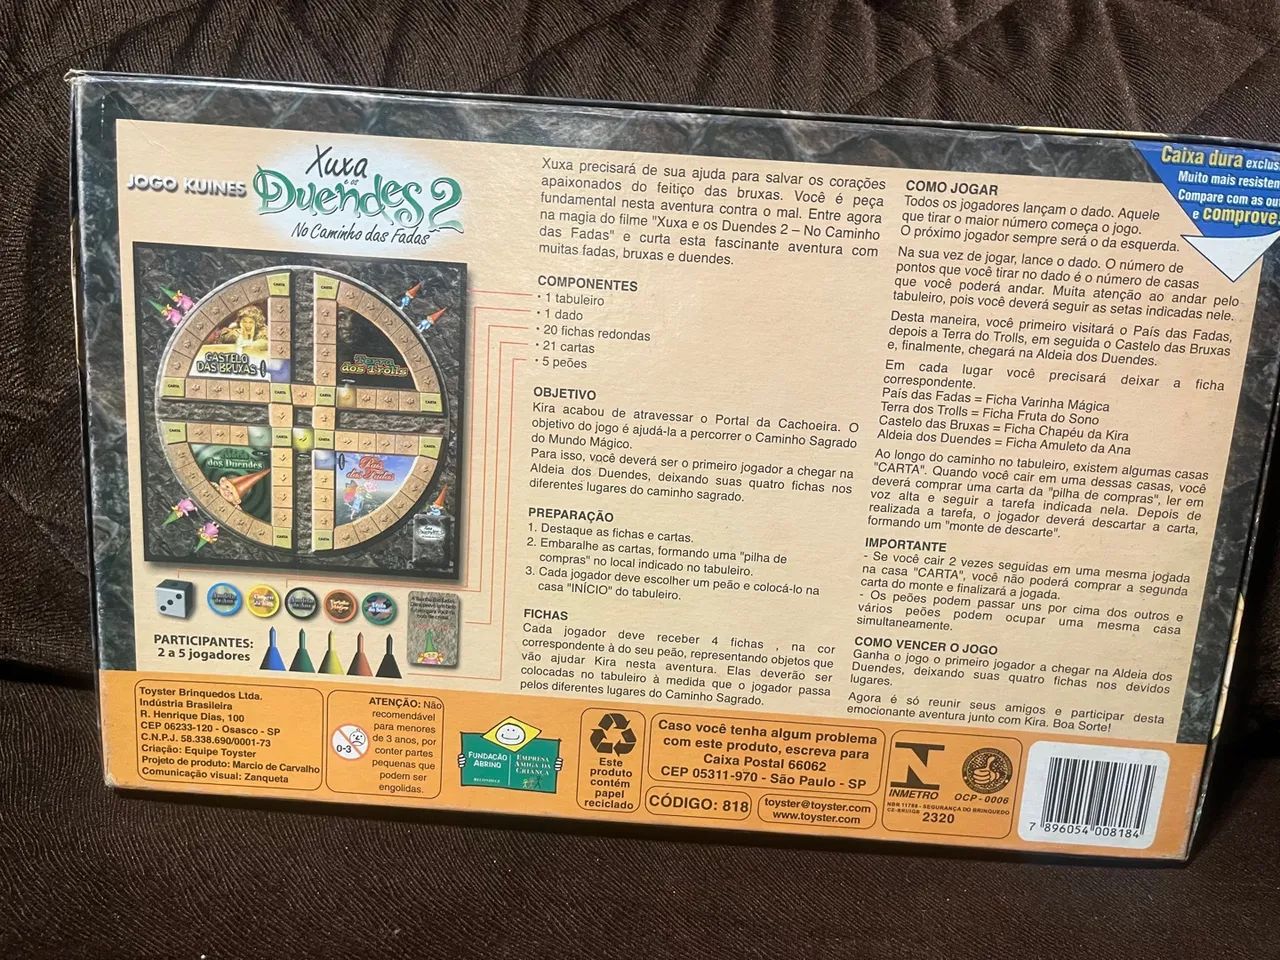 JOGO KUINES
Xuxa
e os
Duendes 2
No Caminho das Fadas
CARTA
CARTA
CASTELO
DAS BRUXAS
Terra
dos Trolls
CARTA
CARTA
CARTA
CARTA
CARTA
CARTA
CARTA
CARTA
dos Duendes
País
das Fadas
CARTA
CARTA
PARTICIPANTES:
2 a 5 jogadores
Xuxa precisará de sua ajuda para salvar os corações
apaixonados do feitiço das bruxas. Você é peça
fundamental nesta aventura contra o mal. Entre agora
na magia do filme "Xuxa e os Duendes 2 – No Caminho
das Fadas" e curta esta fascinante aventura com
muitas fadas, bruxas e duendes.
COMPONENTES
• 1 tabuleiro
• 1 dado
• 20 fichas redondas
• 21 cartas
• 5 peões
OBJETIVO
Kira acabou de atravessar o Portal da Cachoeira. O
objetivo do jogo é ajudá-la a percorrer o Caminho Sagrado
do Mundo Mágico.
Para isso, você deverá ser o primeiro jogador a chegar na
Aldeia dos Duendes, deixando suas quatro fichas nos
diferentes lugares do caminho sagrado.
PREPARAÇÃO
1. Destaque as fichas e cartas.
2. Embaralhe as cartas, formando uma "pilha de
compras" no local indicado no tabuleiro.
3. Cada jogador deve escolher um peão e colocá-lo na
casa "INÍCIO" do tabuleiro.
FICHAS
Cada jogador deve receber 4 fichas , na cor
correspondente à do seu peão, representando objetos que
vão ajudar Kira nesta aventura. Elas deverão ser
colocadas no tabuleiro à medida que o jogador passa
pelos diferentes lugares do Caminho Sagrado.
COMO JOGAR
Todos os jogadores lançam o dado. Aquele
que tirar o maior número começa o jogo.
O próximo jogador sempre será o da esquerda.
Na sua vez de jogar, lance o dado. O número de
pontos que você tirar no dado é o número de casas
que você poderá andar. Muita atenção ao andar pelo
tabuleiro, pois você deverá seguir as setas indicadas nele.
Desta maneira, você primeiro visitará o País das Fadas,
depois a Terra do Trolls, em seguida o Castelo das Bruxas
e, finalmente, chegará na Aldeia dos Duendes.
Em cada lugar você precisará deixar a ficha
correspondente.
País das Fadas = Ficha Varinha Mágica
Terra dos Trolls = Ficha Fruta do Sono
Castelo das Bruxas = Ficha Chapéu da Kira
Aldeia dos Duendes = Ficha Amuleto da Ana
Ao longo do caminho no tabuleiro, existem algumas casas
"CARTA". Quando você cair em uma dessas casas, você
deverá comprar uma carta da "pilha de compras", ler em
voz alta e seguir a tarefa indicada nela. Depois de
realizada a tarefa, o jogador deverá descartar a carta,
formando um "monte de descarte".
IMPORTANTE
- Se você cair 2 vezes seguidas em uma mesma jogada
na casa "CARTA", você não poderá comprar a segunda
carta do monte e finalizará a jogada.
- Os peões podem passar uns por cima dos outros e
vários peões podem ocupar uma mesma casa
simultaneamente.
COMO VENCER O JOGO
Ganha o jogo o primeiro jogador a chegar na Aldeia dos
Duendes, deixando suas quatro fichas nos devidos
lugares.
Agora é só reunir seus amigos e participar desta
emocionante aventura junto com Kira. Boa Sorte!
Caixa dura exclus
Muito mais resisten
Compare com as ou
e comprove!
Toyster Brinquedos Ltda.
Indústria Brasileira
R. Henrique Dias, 100
CEP 06233-120 - Osasco - SP
C.N.P.J. 58.338.690/0001-73
Criação: Equipe Toyster
Projeto de produto: Marcio de Carvalho
Comunicação visual: Zanqueta
0-3
ATENÇÃO: Não
recomendável
para menores
de 3 anos, por
conter partes
pequenas que
podem ser
engolidas.
FUNDAÇÃO
ABRINQ
RECONHECE
EMPRESA
AMIGA DA
CRIANÇA
Este
produto
contém
papel
reciclado
Caso você tenha algum problema
com este produto, escreva para
Caixa Postal 66062
CEP 05311-970 - São Paulo - SP
CÓDIGO: 818
toyster@toyster.com
www.toyster.com
INMETRO
OCP-0006
NBR 11786 - SEGURANÇA DO BRINQUEDO
2320
7 896054 008184